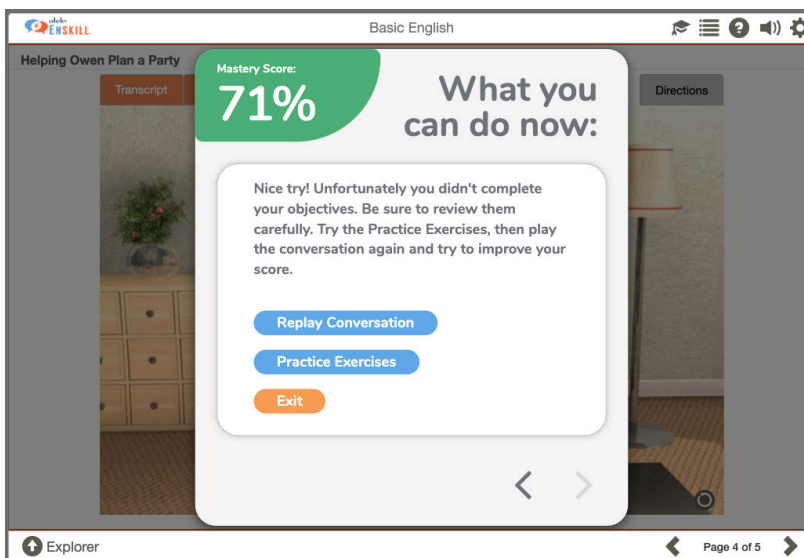 alelo
ENSKILL
Basic English
Helping Owen Plan a Party
Transcript
Directions
Mastery Score:
71%
What you
can do now:
Nice try! Unfortunately you didn't complete
your objectives. Be sure to review them
carefully. Try the Practice Exercises, then play
the conversation again and try to improve your
score.
Replay Conversation
Practice Exercises
Exit
Explorer
Page 4 of 5